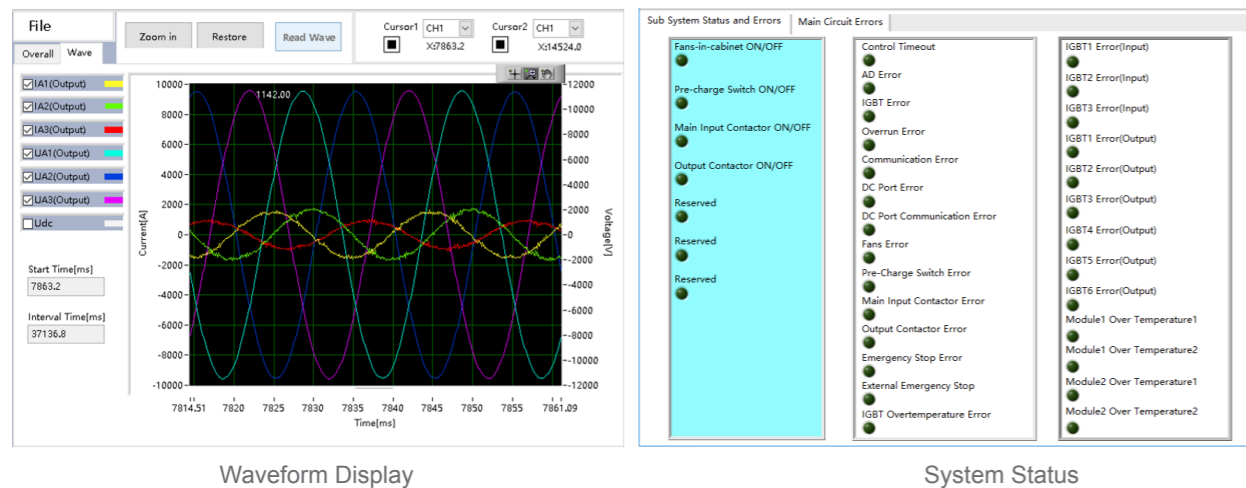 File
Zoom in
Restore
Read Wave
Cursor1 CH1
X:7863.2
Cursor2 CH1
X:14524.0
Overall
Wave
IA1(Output)
IA2(Output)
IA3(Output)
UA1(Output)
UA2(Output)
UA3(Output)
Udc
Start Time[ms]
7863.2
Interval Time[ms]
37136.8
1142.00
Current[A]
10000
8000
6000
4000
2000
0
-2000
-4000
-6000
-8000
-10000
12000
-10000
-8000
-6000
-4000
-2000
-0
-2000
-4000
-6000
-8000
-10000
-12000
Voltage[V]
7814.51 7820 7825 7830 7835 7840 7845 7850 7855 7861.09
Time[ms]
Waveform Display
Sub System Status and Errors
Main Circuit Errors
Fans-in-cabinet ON/OFF
Pre-charge Switch ON/OFF
Main Input Contactor ON/OFF
Output Contactor ON/OFF
Reserved
Reserved
Reserved
Control Timeout
AD Error
IGBT Error
Overrun Error
Communication Error
DC Port Error
DC Port Communication Error
Fans Error
Pre-Charge Switch Error
Main Input Contactor Error
Output Contactor Error
Emergency Stop Error
External Emergency Stop
IGBT Overtemperature Error
IGBT1 Error(Input)
IGBT2 Error(Input)
IGBT3 Error(Input)
IGBT1 Error(Output)
IGBT2 Error(Output)
IGBT3 Error(Output)
IGBT4 Error(Output)
IGBT5 Error(Output)
IGBT6 Error(Output)
Module1 Over Temperature1
Module1 Over Temperature2
Module2 Over Temperature1
Module2 Over Temperature2
System Status